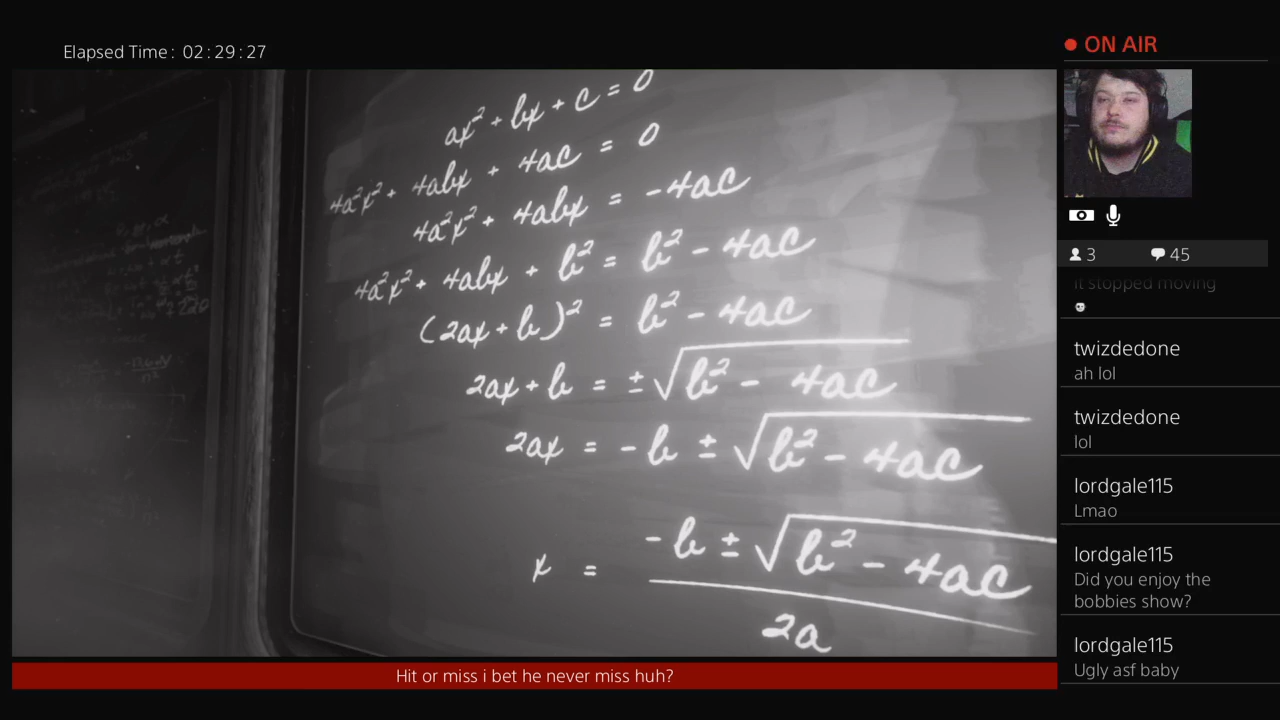 Elapsed Time: 02:29:27
ON AIR
ax² + bx + c = 0
4a²x² + 4abx + 4ac = 0
4a²x² + 4abx = -4ac
4a²x² + 4abx + b² = b² - 4ac
(2ax + b)² = b² - 4ac
2ax + b = ±√b² - 4ac
2ax = -b ± √b² - 4ac
x = -b ± √b² - 4ac
2a
3 45
it stopped moving
twizdedone
ah lol
twizdedone
lol
lordgale115
Lmao
lordgale115
Did you enjoy the
bobbies show?
lordgale115
Ugly asf baby
Hit or miss i bet he never miss huh?